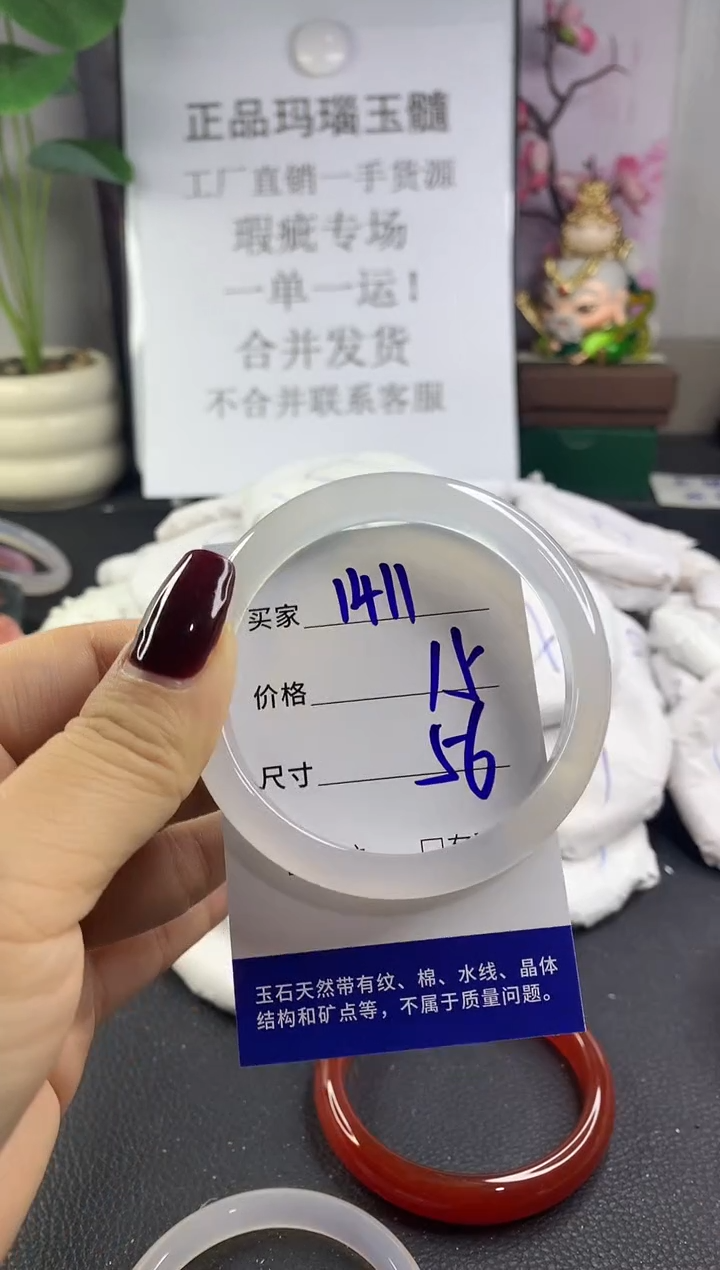 正品玛瑙玉髓
工厂直销一手货源
瑕疵专场
一单一运！
合并发货
不合并联系客服
买家 1411
价格 15
尺寸 56
玉石天然带有纹、棉、水线、晶体
结构和矿点等，不属于质量问题。